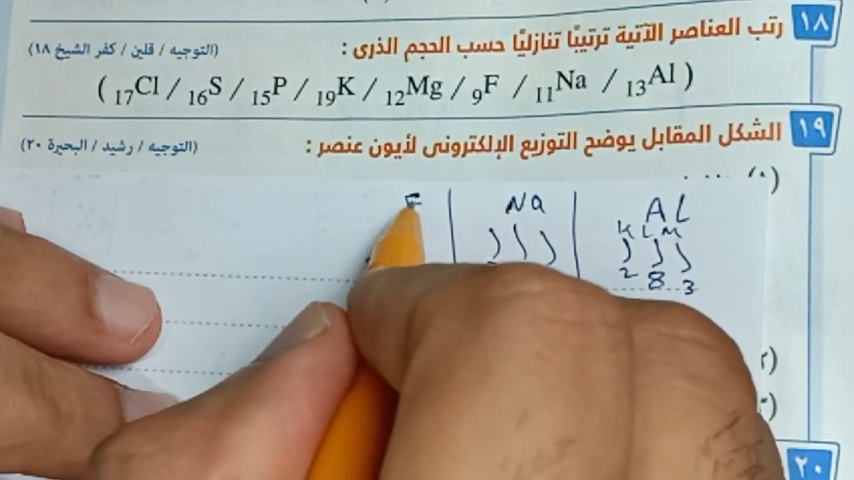 ١٨ رتب العناصر الآتية ترتيبًا تنازليًا حسب الحجم الذرى : (التوجيه / قلين / كفر الشيخ ١٨)
( ₁₇Cl / ₁₆S / ₁₅P / ₁₉K / ₁₂Mg / ₉F / ₁₁Na / ₁₃Al )
١٩ الشكل المقابل يوضح التوزيع الإلكترونى لأيون عنصر : (التوجيه / رشيد / البحيرة ٢٠)
F Na AL
K L M
2 8 3
٢٠